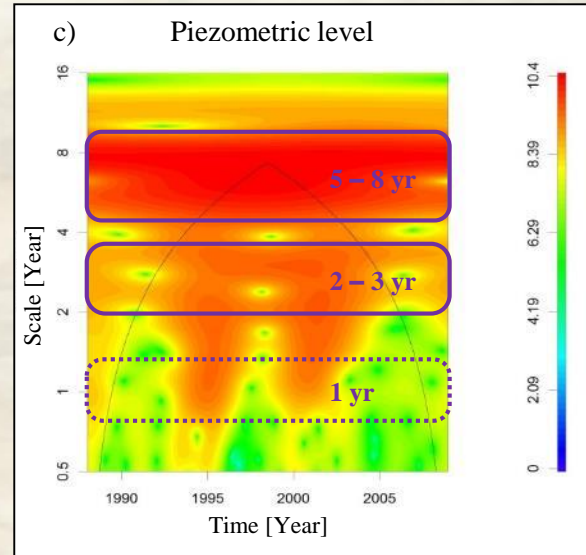 c) Piezometric level
16
8
4
2
1
0.5
Scale [Year]
5 – 8 yr
2 – 3 yr
1 yr
1990 1995 2000 2005
Time [Year]
10.4
8.39
6.29
4.19
2.09
0